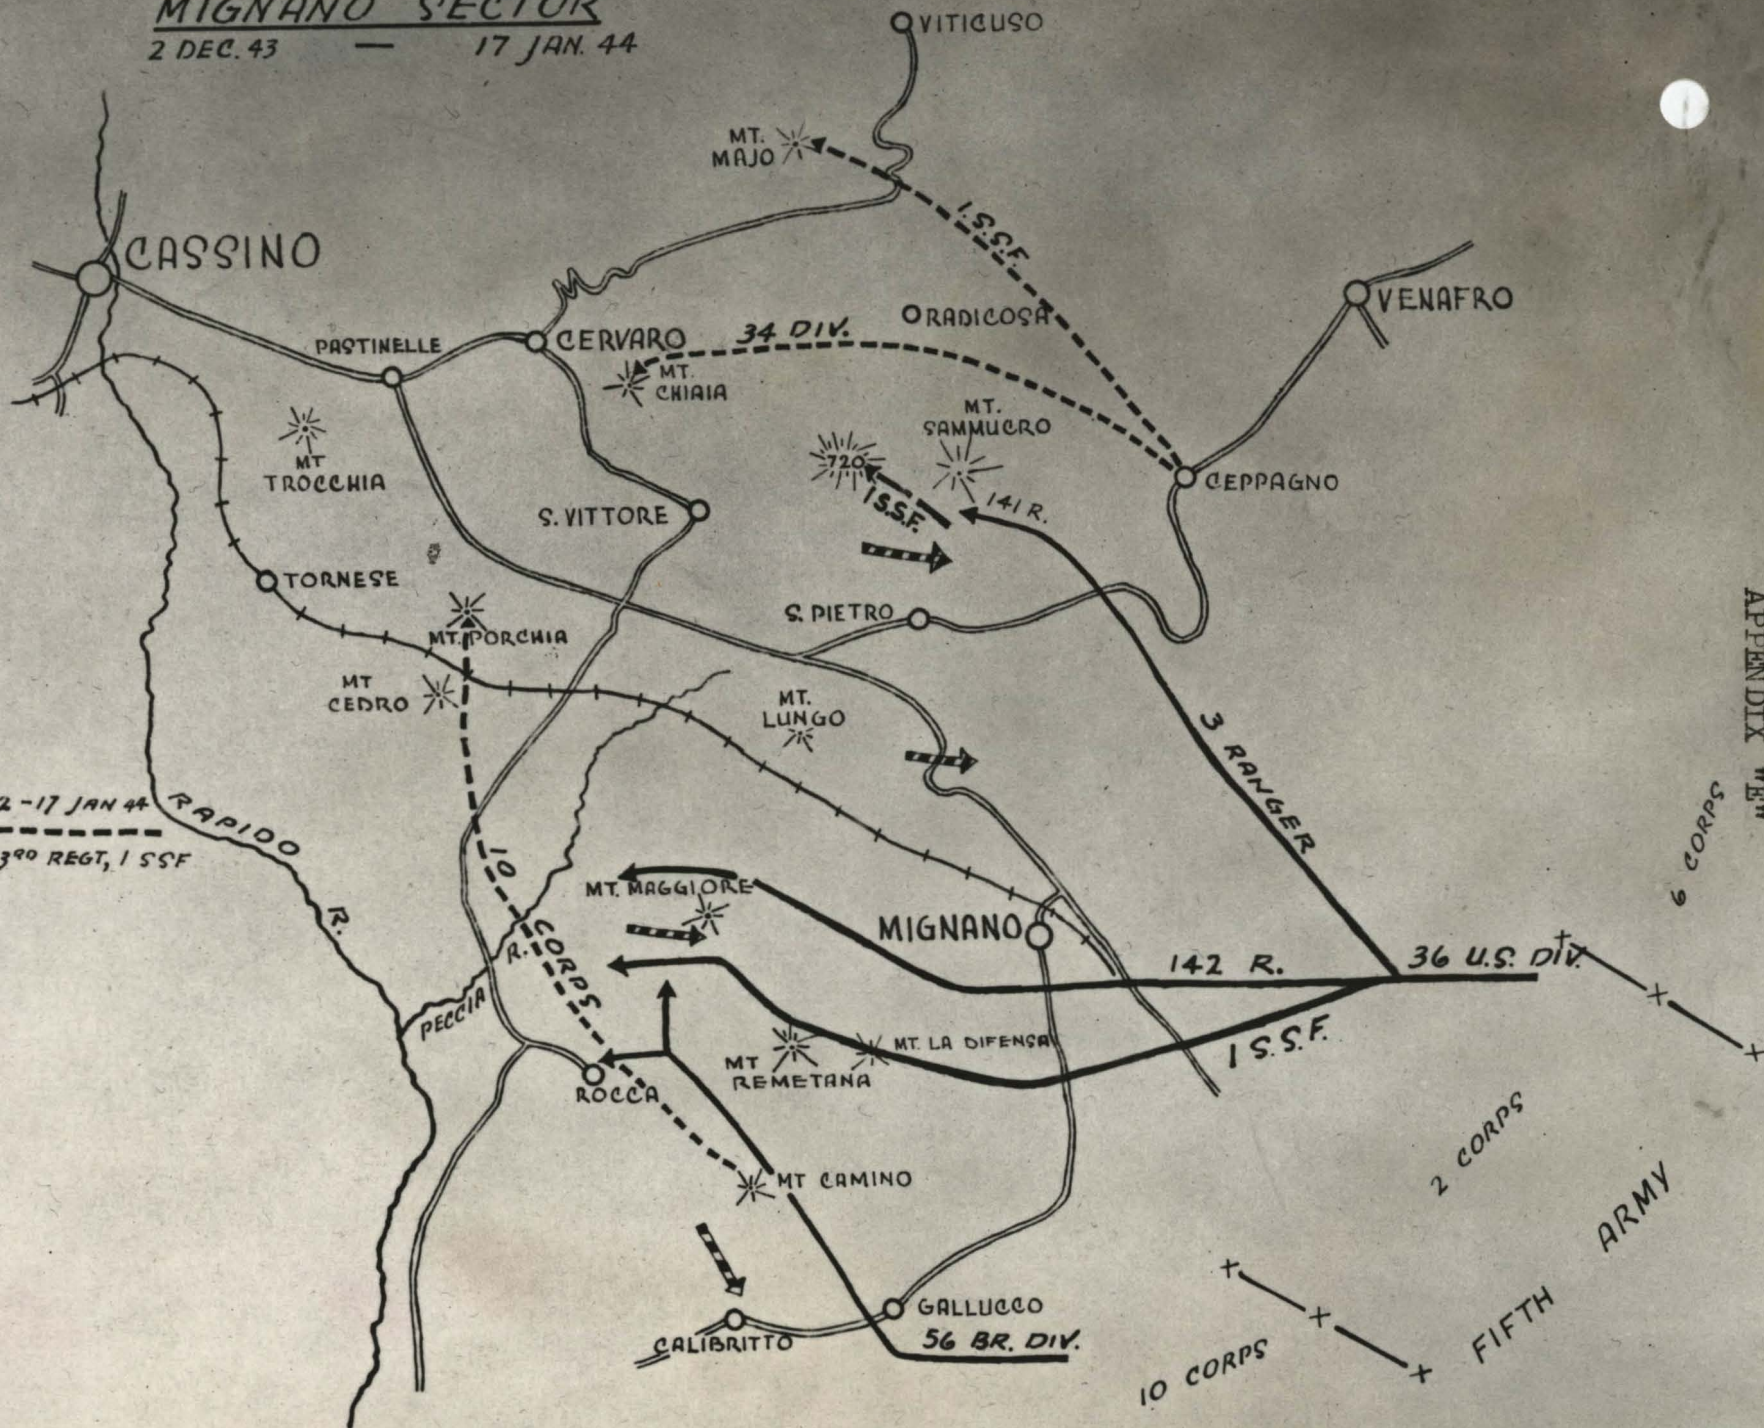 MIGNANO SECTOR
2 DEC. 43 — 17 JAN. 44
VITICUSO
MT.
MAJO
1.S.S.F.
CASSINO
VENAFRO
RADICOSA
34 DIV.
PASTINELLE
CERVARO
MT.
CHIAIA
MT.
SAMMUCRO
MT
TROCCHIA
720
CEPPAGNO
1 S.S.F.
141 R.
S. VITTORE
TORNESE
S. PIETRO
MT. PORCHIA
MT
CEDRO
MT.
LUNGO
3 RANGER
APPENDIX "E"
6 CORPS
2-17 JAN 44
3RD REGT, 1 SSF
RAPIDO R.
10 CORPS
MT. MAGGIORE
MIGNANO
142 R.
36 U.S. DIV.
PECCIA R.
MT. LA DIFENSA
MT
REMETANA
1 S.S.F.
ROCCA
MT CAMINO
2 CORPS
FIFTH ARMY
GALLUCCO
CALIBRITTO
56 BR. DIV.
10 CORPS